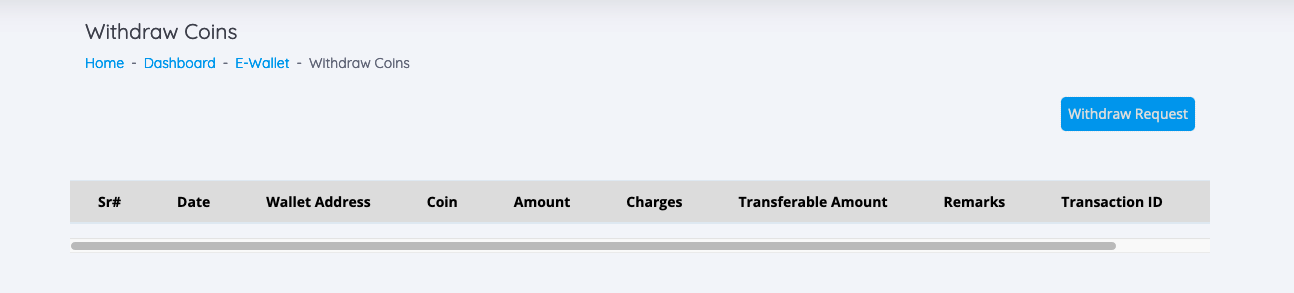 Withdraw Coins
Home - Dashboard - E-Wallet - Withdraw Coins
Withdraw Request
Sr# Date Wallet Address Coin Amount Charges Transferable Amount Remarks Transaction ID